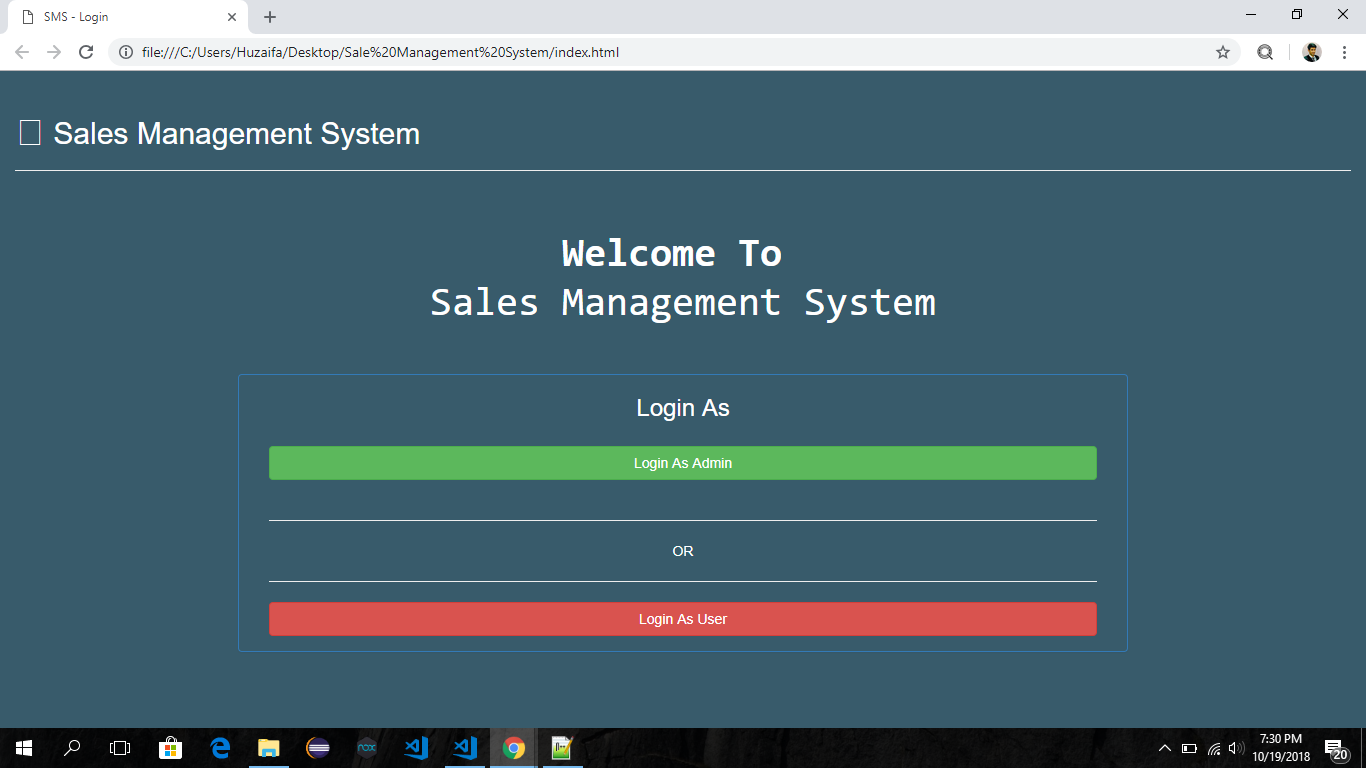 SMS - Login
file:///C:/Users/Huzaifa/Desktop/Sale%20Management%20System/index.html
Sales Management System
Welcome To
Sales Management System
Login As
Login As Admin
OR
Login As User
nox
7:30 PM
10/19/2018
20